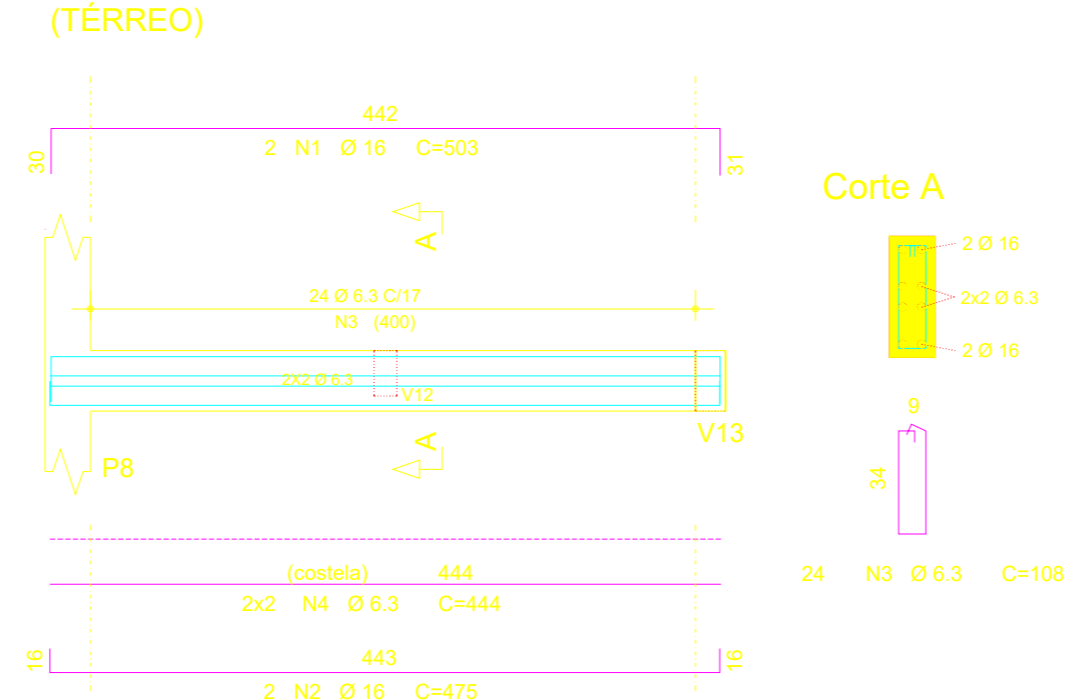 (TÉRREO)
442
2 N1 Ø 16 C=503
30
31
A
24 Ø 6.3 C/17
N3 (400)
2X2 Ø 6.3
V12
V13
P8
A
(costela) 444
2x2 N4 Ø 6.3 C=444
16
443
16
2 N2 Ø 16 C=475
Corte A
2 Ø 16
2x2 Ø 6.3
2 Ø 16
9
34
24 N3 Ø 6.3 C=108